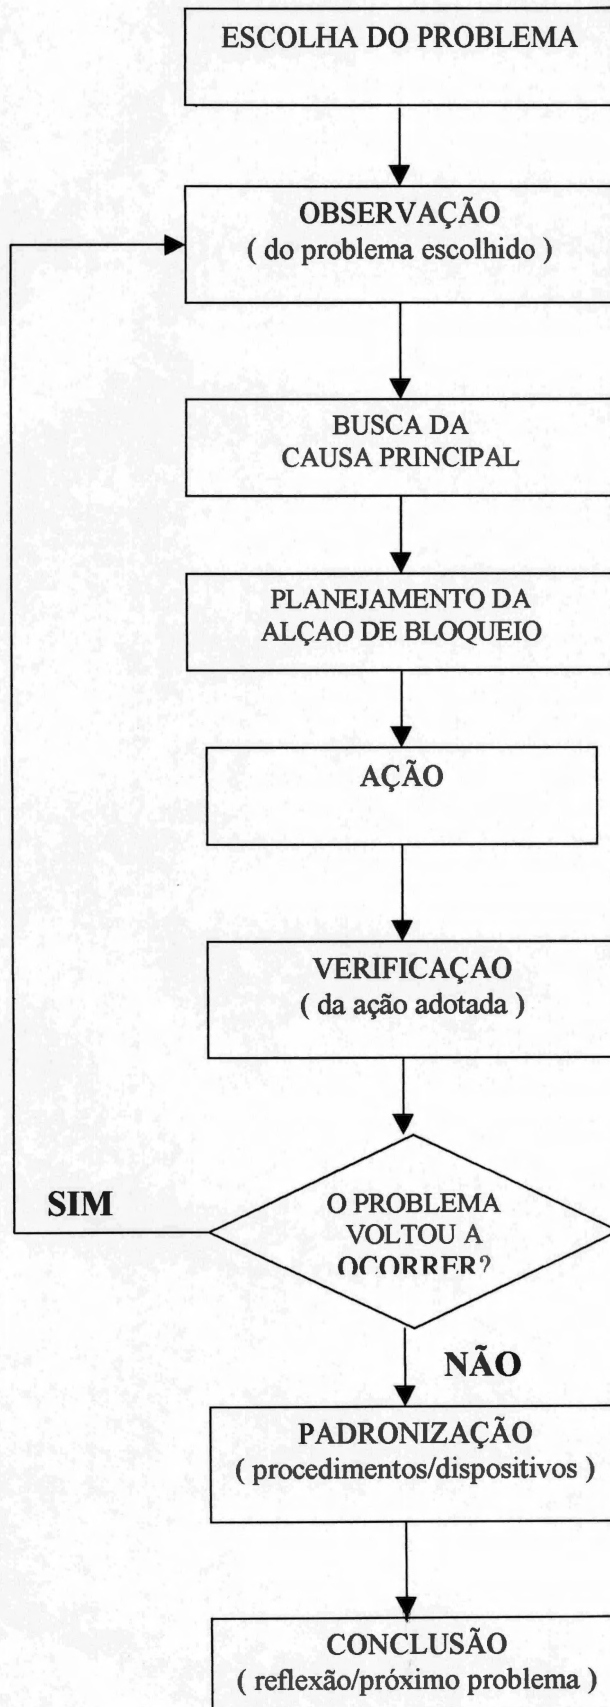 ESCOLHA DO PROBLEMA
OBSERVAÇÃO
( do problema escolhido )
BUSCA DA
CAUSA PRINCIPAL
PLANEJAMENTO DA
ALÇAO DE BLOQUEIO
AÇÃO
VERIFICAÇAO
( da ação adotada )
O PROBLEMA
VOLTOU A
OCORRER?
SIM
NÃO
PADRONIZAÇÃO
( procedimentos/dispositivos )
CONCLUSÃO
( reflexão/próximo problema )